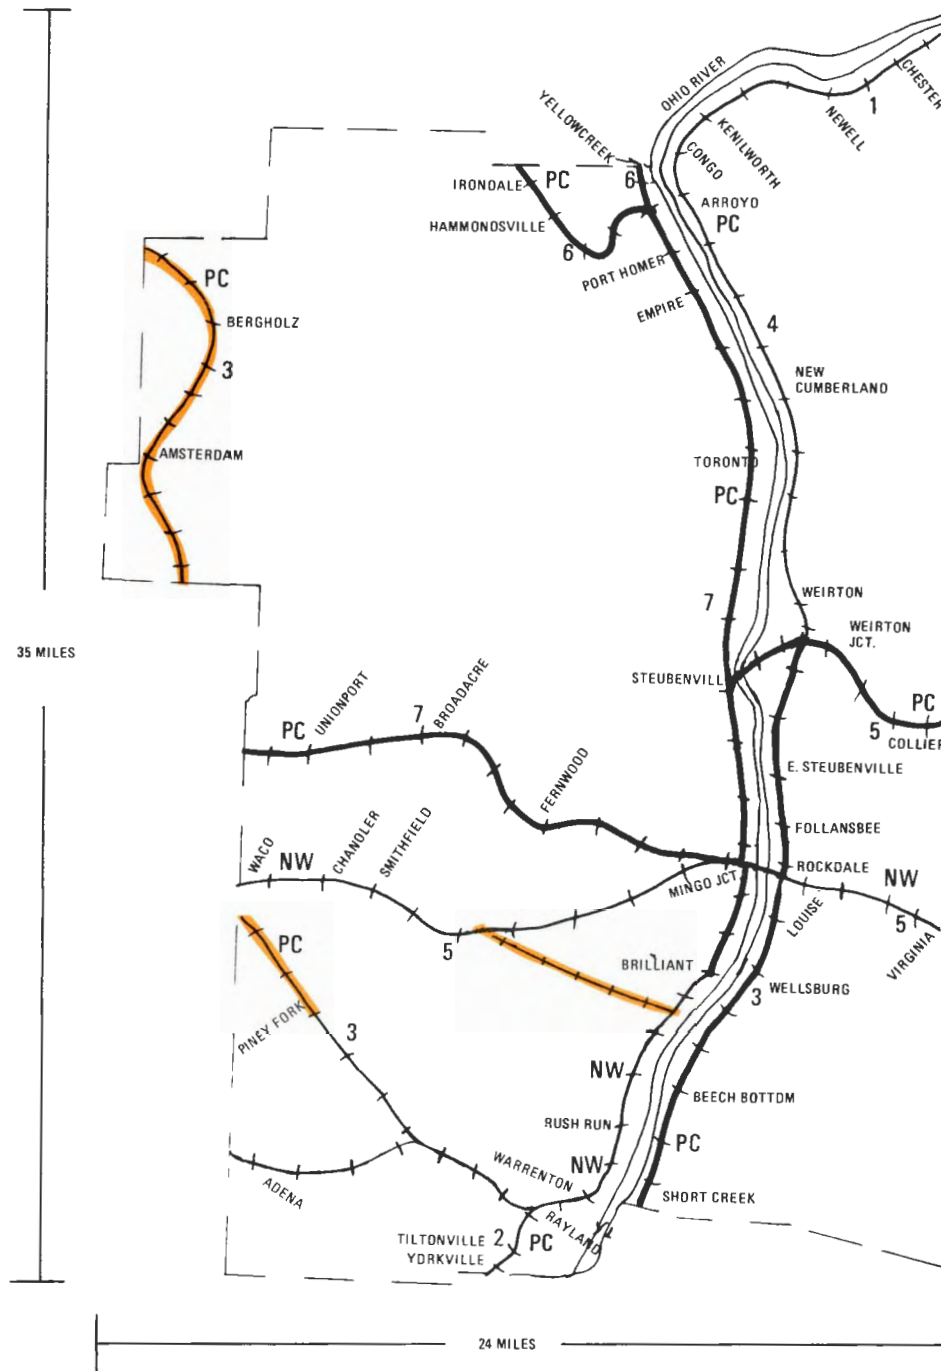 OHIO RIVER
CHESTER
1
NEWELL
KENILWORTH
CONGO
YELLOWCREEK
IRONDALE
PC
6
ARROYO
PC
HAMMONDSVILLE
6
PORT HOMER
EMPIRE
4
PC
BERGHOLZ
3
NEW
CUMBERLAND
AMSTERDAM
TORONTO
PC
WEIRTON
7
WEIRTON
JCT.
35 MILES
STEUBENVILL
PC
5
COLLIER
PC
UNIONPORT
7
BROADACRE
E. STEUBENVILLE
FERNWOOD
FOLLANSBEE
WACO
NW
CHANDLER
SMITHFIELD
MINGO JCT.
ROCKDALE
NW
LOUISE
5
VIRGINIA
5
PC
BRILLIANT
WELLSBURG
3
PINEY FORK
3
NW
BEECH BOTTDM
RUSH RUN
PC
NW
WARRENTON
ADENA
SHORT CREEK
RAYLAND
TILTONVILLE
YDRKVILLE
2
PC
24 MILES